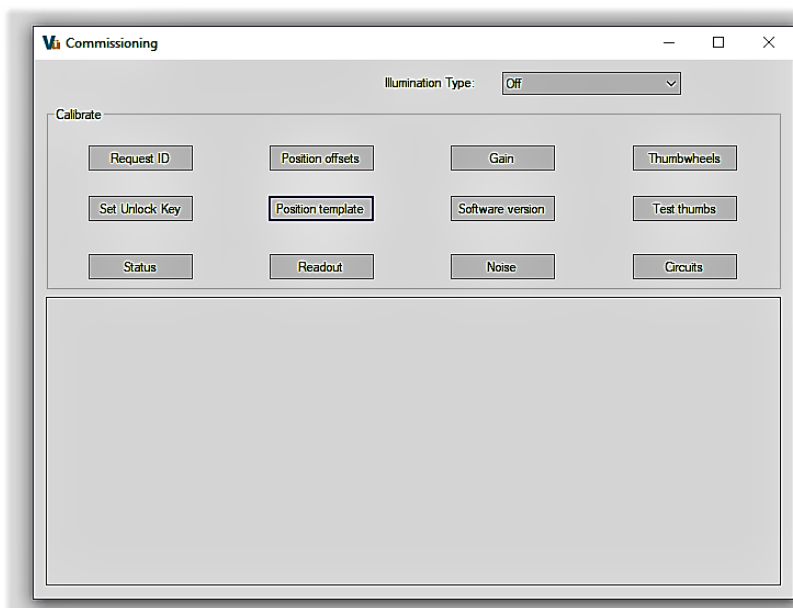 Vi Commissioning
Illumination Type: Off
Calibrate
Request ID Position offsets Gain Thumbwheels
Set Unlock Key Position template Software version Test thumbs
Status Readout Noise Circuits